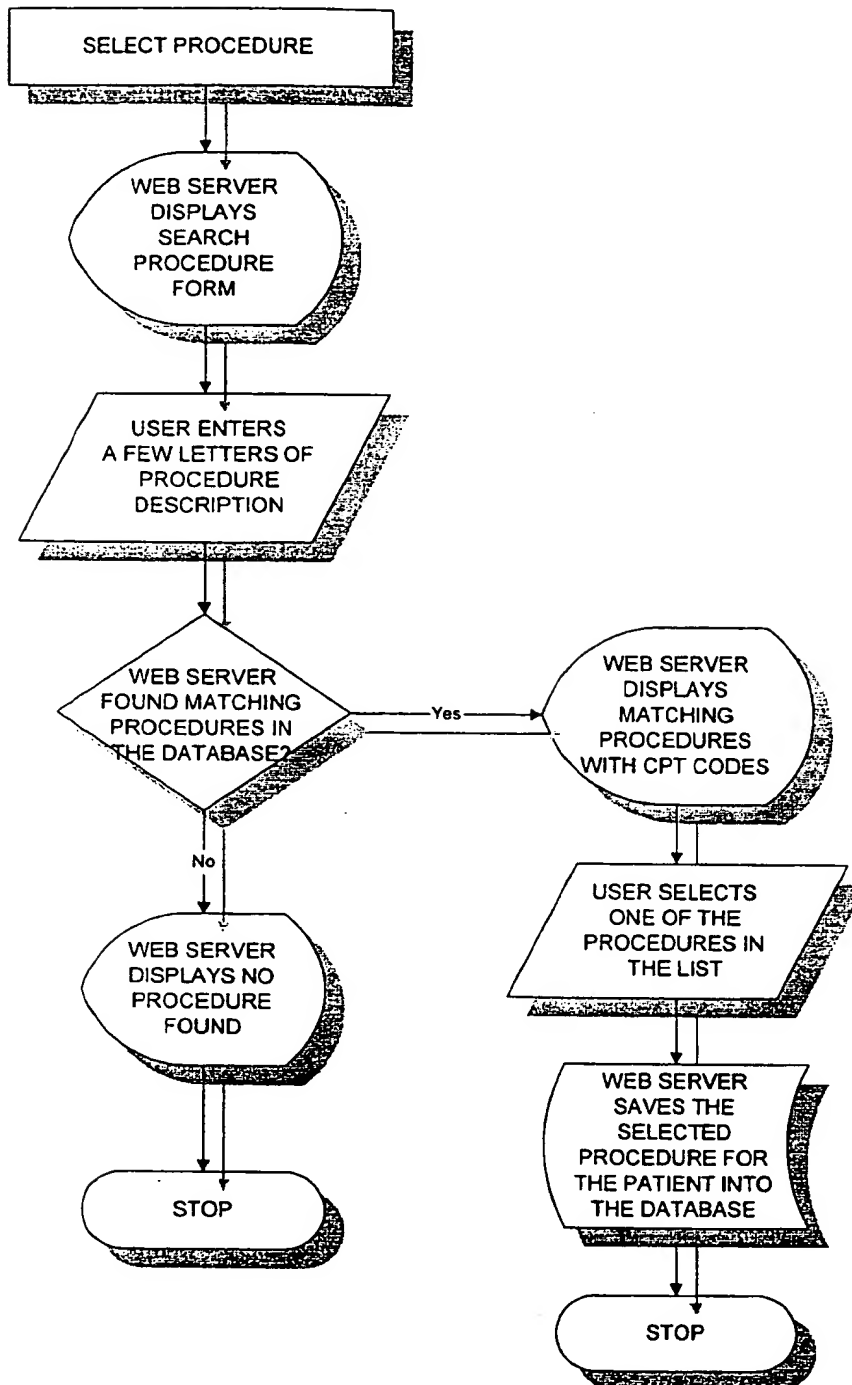 SELECT PROCEDURE
WEB SERVER
DISPLAYS
SEARCH
PROCEDURE
FORM
USER ENTERS
A FEW LETTERS OF
PROCEDURE
DESCRIPTION
WEB SERVER
FOUND MATCHING
PROCEDURES IN
THE DATABASE?
Yes
WEB SERVER
DISPLAYS
MATCHING
PROCEDURES
WITH CPT CODES
No
WEB SERVER
DISPLAYS NO
PROCEDURE
FOUND
STOP
USER SELECTS
ONE OF THE
PROCEDURES IN
THE LIST
WEB SERVER
SAVES THE
SELECTED
PROCEDURE FOR
THE PATIENT INTO
THE DATABASE
STOP